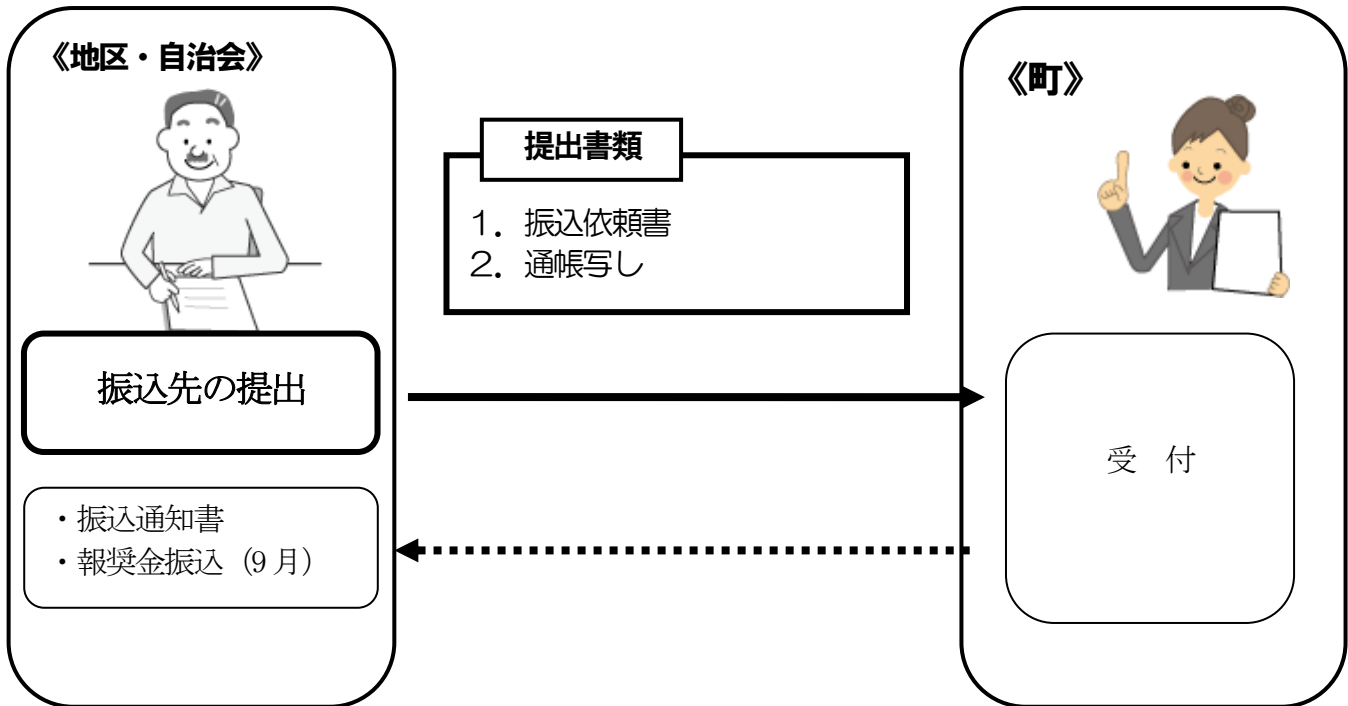 《地区・自治会》
《町》
提出書類
1．振込依頼書
2．通帳写し
振込先の提出
受　付
・振込通知書
・報奨金振込（9月）